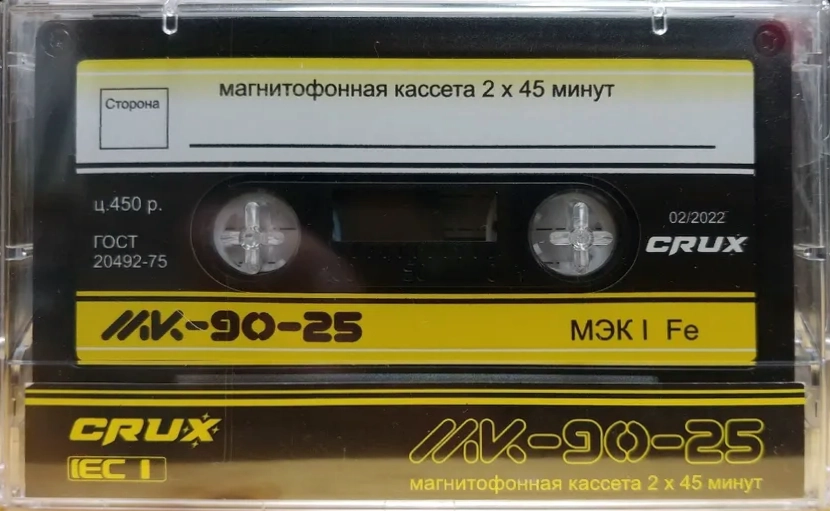 магнитофонная кассета 2 x 45 минут
Сторона
ц.450 р.
ГОСТ
20492-75
02/2022
CRUX
МК-90-25
МЭК I Fe
CRUX
IEC I
МК-90-25
магнитофонная кассета 2 x 45 минут